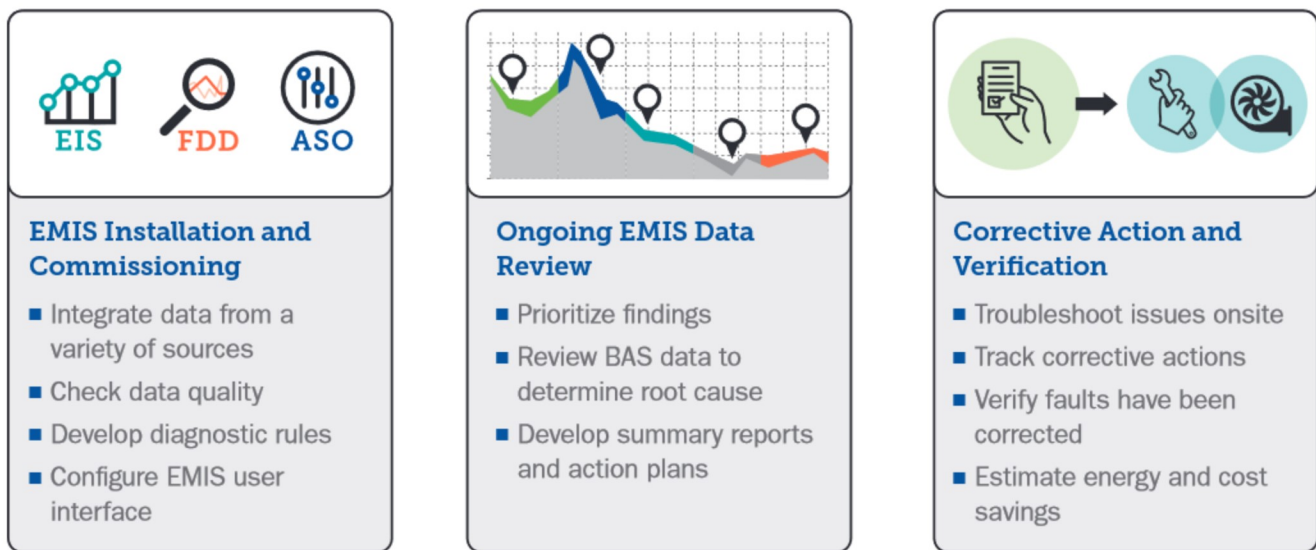 EIS
FDD
ASO
EMIS Installation and
Commissioning
■ Integrate data from a
variety of sources
■ Check data quality
■ Develop diagnostic rules
■ Configure EMIS user
interface
Ongoing EMIS Data
Review
■ Prioritize findings
■ Review BAS data to
determine root cause
■ Develop summary reports
and action plans
Corrective Action and
Verification
■ Troubleshoot issues onsite
■ Track corrective actions
■ Verify faults have been
corrected
■ Estimate energy and cost
savings